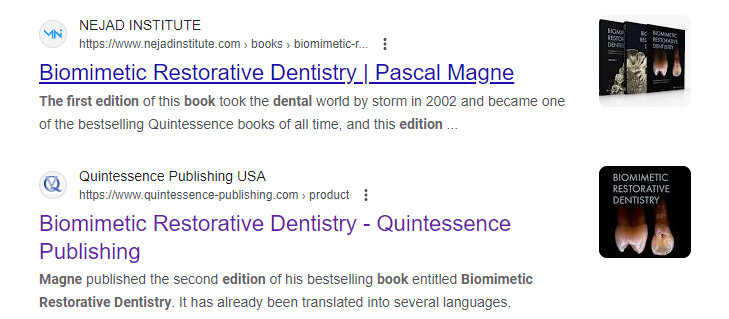 NEJAD INSTITUTE
https://www.nejadinstitute.com › books › biomimetic-r...
Biomimetic Restorative Dentistry | Pascal Magne
The first edition of this book took the dental world by storm in 2002 and became one
of the bestselling Quintessence books of all time, and this edition ...
Quintessence Publishing USA
https://www.quintessence-publishing.com › product
Biomimetic Restorative Dentistry - Quintessence
Publishing
Magne published the second edition of his bestselling book entitled Biomimetic
Restorative Dentistry. It has already been translated into several languages.
BIOMIMETIC
RESTORATIVE
DENTISTRY